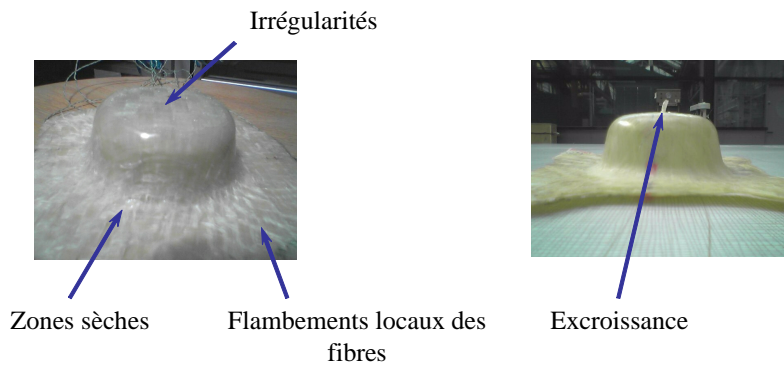 Irrégularités
Zones sèches
Flambements locaux des
fibres
Excroissance